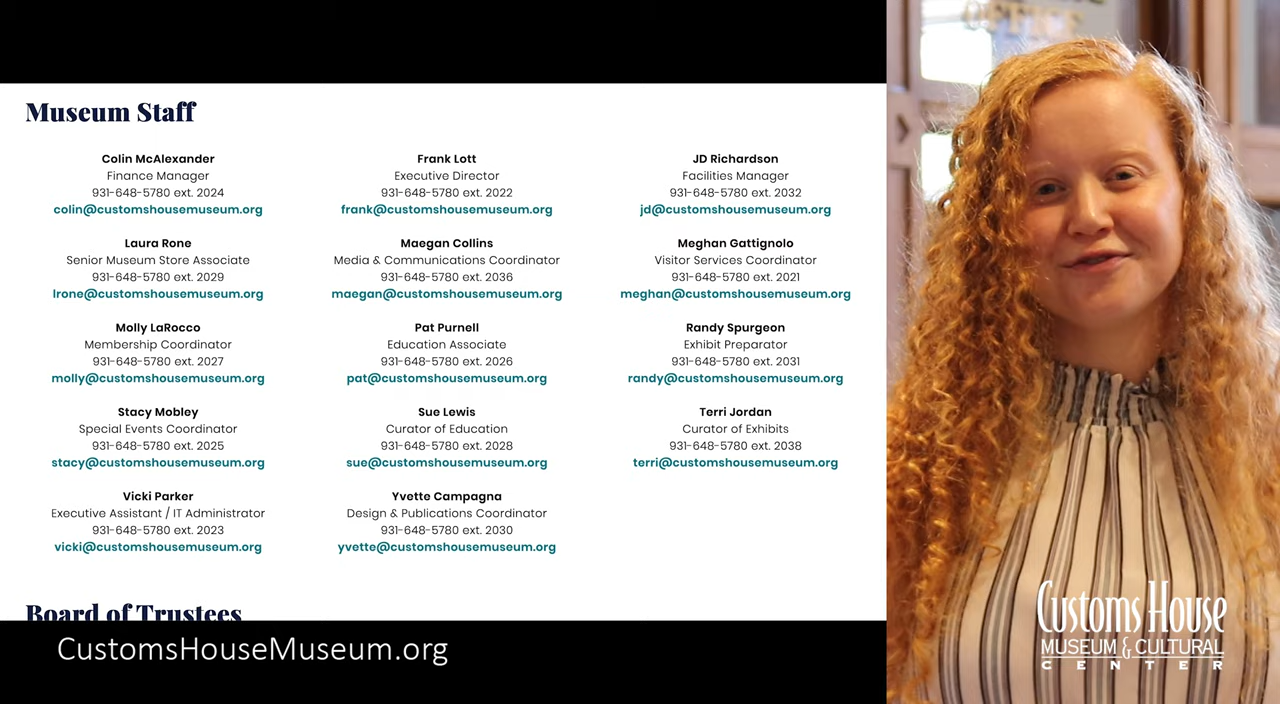 Museum Staff
Colin McAlexander
Finance Manager
931-648-5780 ext. 2024
colin@customshousemuseum.org
Frank Lott
Executive Director
931-648-5780 ext. 2022
frank@customshousemuseum.org
JD Richardson
Facilities Manager
931-648-5780 ext. 2032
jd@customshousemuseum.org
Laura Rone
Senior Museum Store Associate
931-648-5780 ext. 2029
lrone@customshousemuseum.org
Maegan Collins
Media & Communications Coordinator
931-648-5780 ext. 2036
maegan@customshousemuseum.org
Meghan Gattignolo
Visitor Services Coordinator
931-648-5780 ext. 2021
meghan@customshousemuseum.org
Molly LaRocco
Membership Coordinator
931-648-5780 ext. 2027
molly@customshousemuseum.org
Pat Purnell
Education Associate
931-648-5780 ext. 2026
pat@customshousemuseum.org
Randy Spurgeon
Exhibit Preparator
931-648-5780 ext. 2031
randy@customshousemuseum.org
Stacy Mobley
Special Events Coordinator
931-648-5780 ext. 2025
stacy@customshousemuseum.org
Sue Lewis
Curator of Education
931-648-5780 ext. 2028
sue@customshousemuseum.org
Terri Jordan
Curator of Exhibits
931-648-5780 ext. 2038
terri@customshousemuseum.org
Vicki Parker
Executive Assistant / IT Administrator
931-648-5780 ext. 2023
vicki@customshousemuseum.org
Yvette Campagna
Design & Publications Coordinator
931-648-5780 ext. 2030
yvette@customshousemuseum.org
Board of Trustees
CustomsHouseMuseum.org
OFFICE
Customs House
MUSEUM & CULTURAL
CENTER